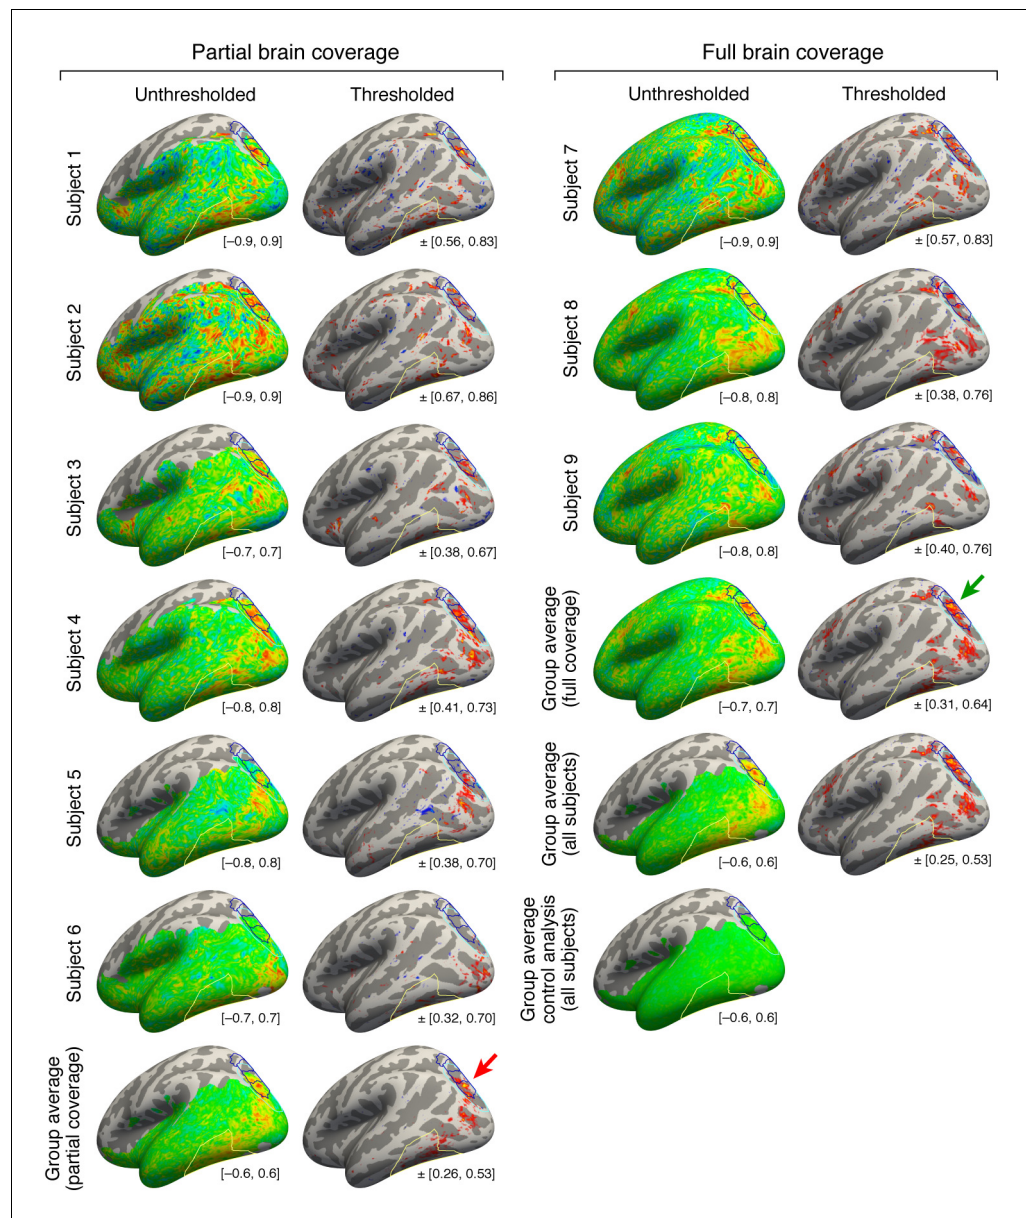 Partial brain coverage
Unthresholded Thresholded
Subject 1
[–0.9, 0.9]
± [0.56, 0.83]
Subject 2
[–0.9, 0.9]
± [0.67, 0.86]
Subject 3
[–0.7, 0.7]
± [0.38, 0.67]
Subject 4
[–0.8, 0.8]
± [0.41, 0.73]
Subject 5
[–0.8, 0.8]
± [0.38, 0.70]
Subject 6
[–0.7, 0.7]
± [0.32, 0.70]
Group average
(partial coverage)
[–0.6, 0.6]
± [0.26, 0.53]
Full brain coverage
Unthresholded Thresholded
Subject 7
[–0.9, 0.9]
± [0.57, 0.83]
Subject 8
[–0.8, 0.8]
± [0.38, 0.76]
Subject 9
[–0.8, 0.8]
± [0.40, 0.76]
Group average
(full coverage)
[–0.7, 0.7]
± [0.31, 0.64]
Group average
(all subjects)
[–0.6, 0.6]
± [0.25, 0.53]
Group average
control analysis
(all subjects)
[–0.6, 0.6]